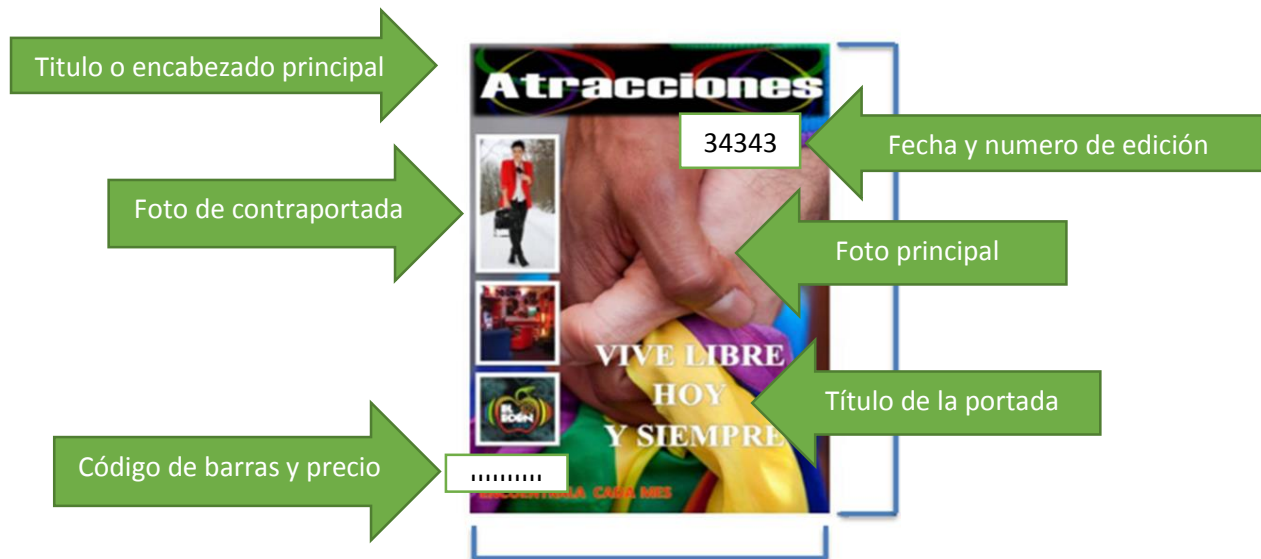 Titulo o encabezado principal
Atracciones
34343
Fecha y numero de edición
Foto de contraportada
Foto principal
VIVE LIBRE
HOY
Y SIEMPRE
Título de la portada
Código de barras y precio
CADA MES